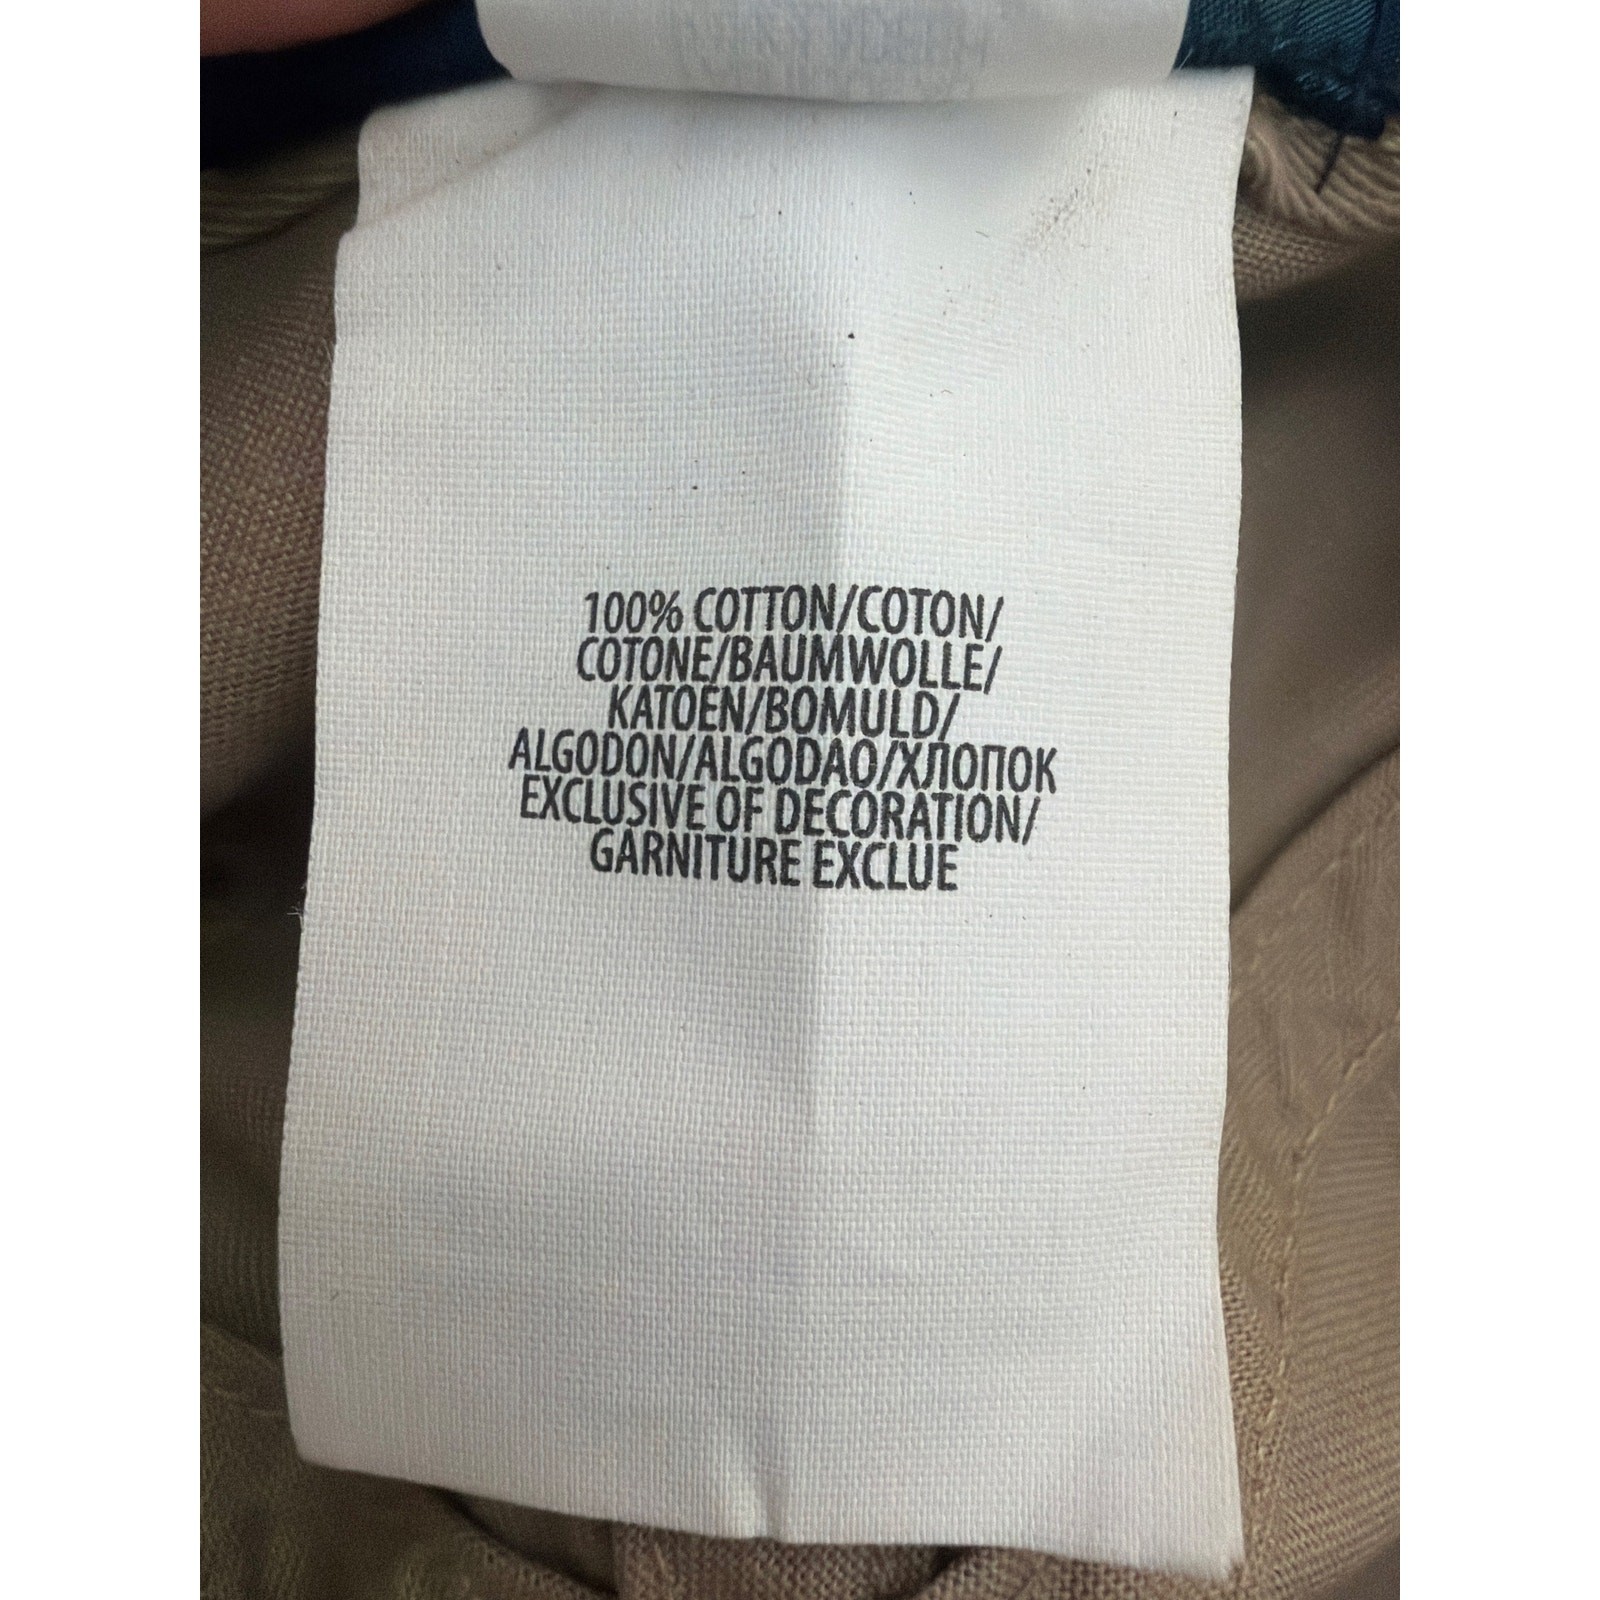 100% COTTON/COTON/
COTONE/BAUMWOLLE/
KATOEN/BOMULD/
ALGODON/ALGODAO/ХЛОПОК
EXCLUSIVE OF DECORATION/
GARNITURE EXCLUE